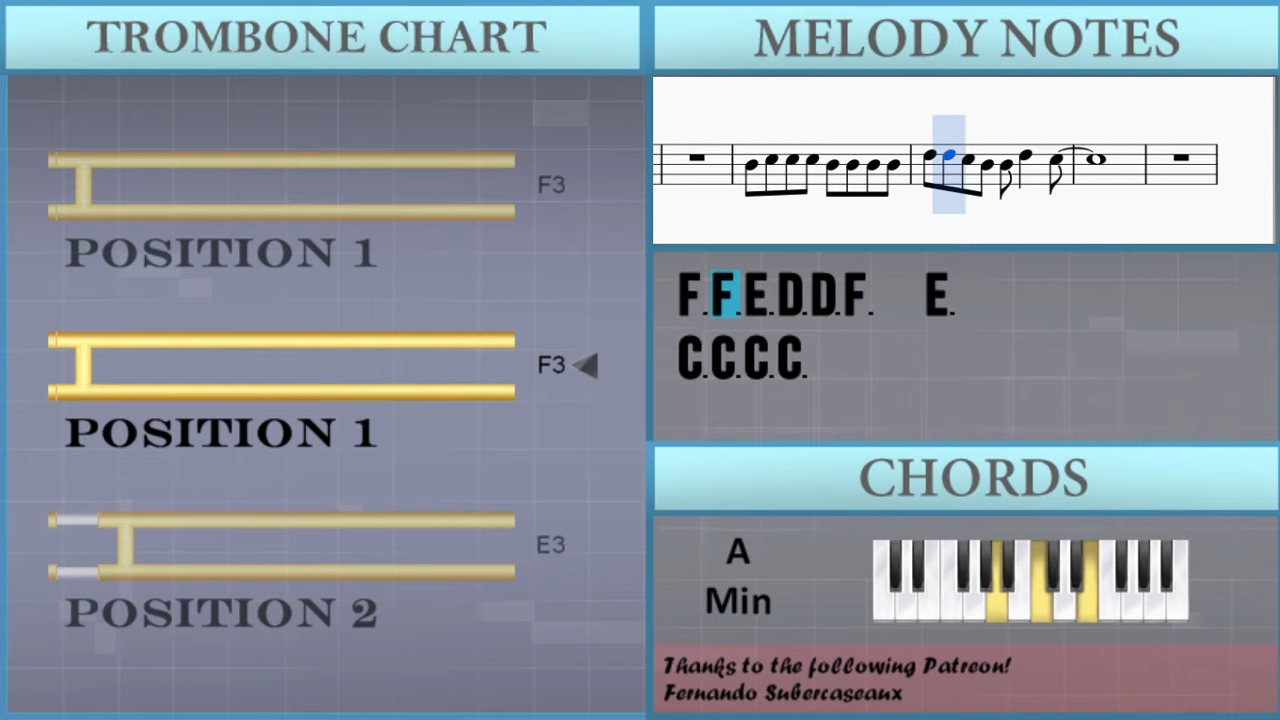 TROMBONE CHART
F3
POSITION 1
F3
POSITION 1
E3
POSITION 2
MELODY NOTES
F.F.E.D.D.F. E.
C.C.C.C.
CHORDS
A
Min
Thanks to the following Patreon!
Fernando Subercaseaux